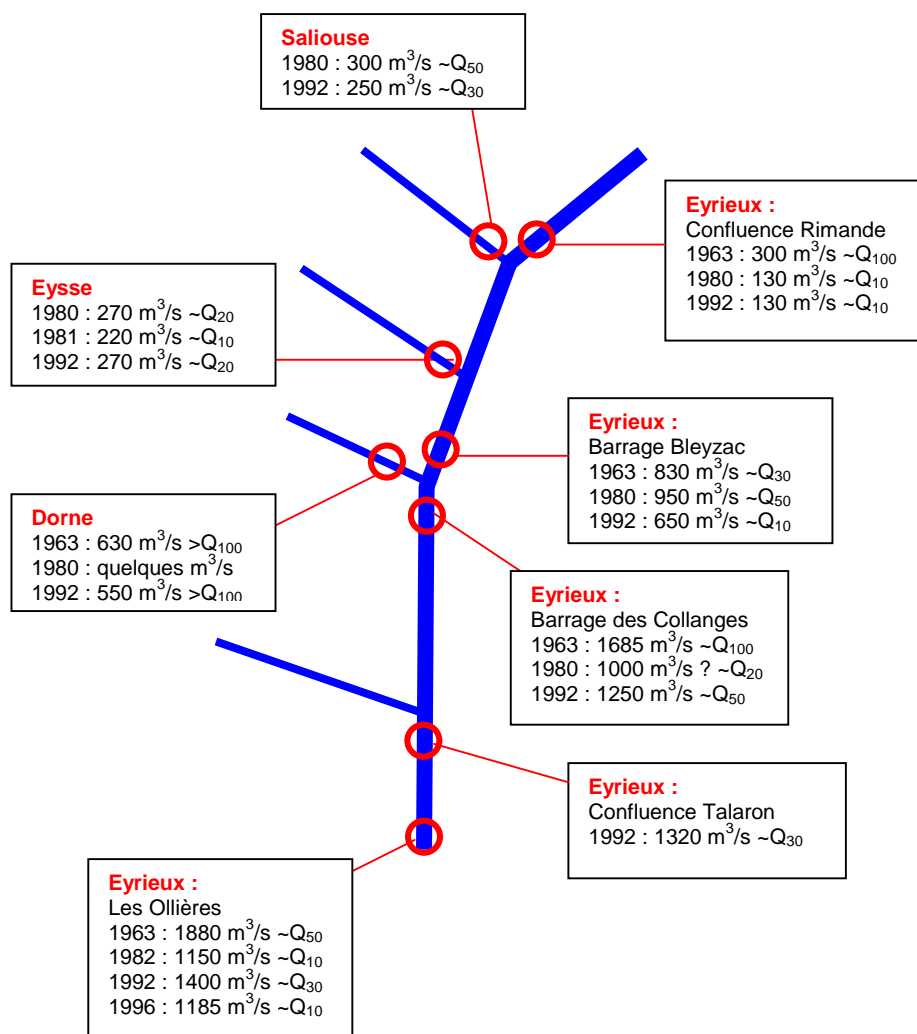 Saliouse
1980 : 300 m³/s ~Q₅₀
1992 : 250 m³/s ~Q₃₀
Eyrieux :
Confluence Rimande
1963 : 300 m³/s ~Q₁₀₀
1980 : 130 m³/s ~Q₁₀
1992 : 130 m³/s ~Q₁₀
Eysse
1980 : 270 m³/s ~Q₂₀
1981 : 220 m³/s ~Q₁₀
1992 : 270 m³/s ~Q₂₀
Eyrieux :
Barrage Bleyzac
1963 : 830 m³/s ~Q₃₀
1980 : 950 m³/s ~Q₅₀
1992 : 650 m³/s ~Q₁₀
Dorne
1963 : 630 m³/s >Q₁₀₀
1980 : quelques m³/s
1992 : 550 m³/s >Q₁₀₀
Eyrieux :
Barrage des Collanges
1963 : 1685 m³/s ~Q₁₀₀
1980 : 1000 m³/s ? ~Q₂₀
1992 : 1250 m³/s ~Q₅₀
Eyrieux :
Confluence Talaron
1992 : 1320 m³/s ~Q₃₀
Eyrieux :
Les Ollières
1963 : 1880 m³/s ~Q₅₀
1982 : 1150 m³/s ~Q₁₀
1992 : 1400 m³/s ~Q₃₀
1996 : 1185 m³/s ~Q₁₀